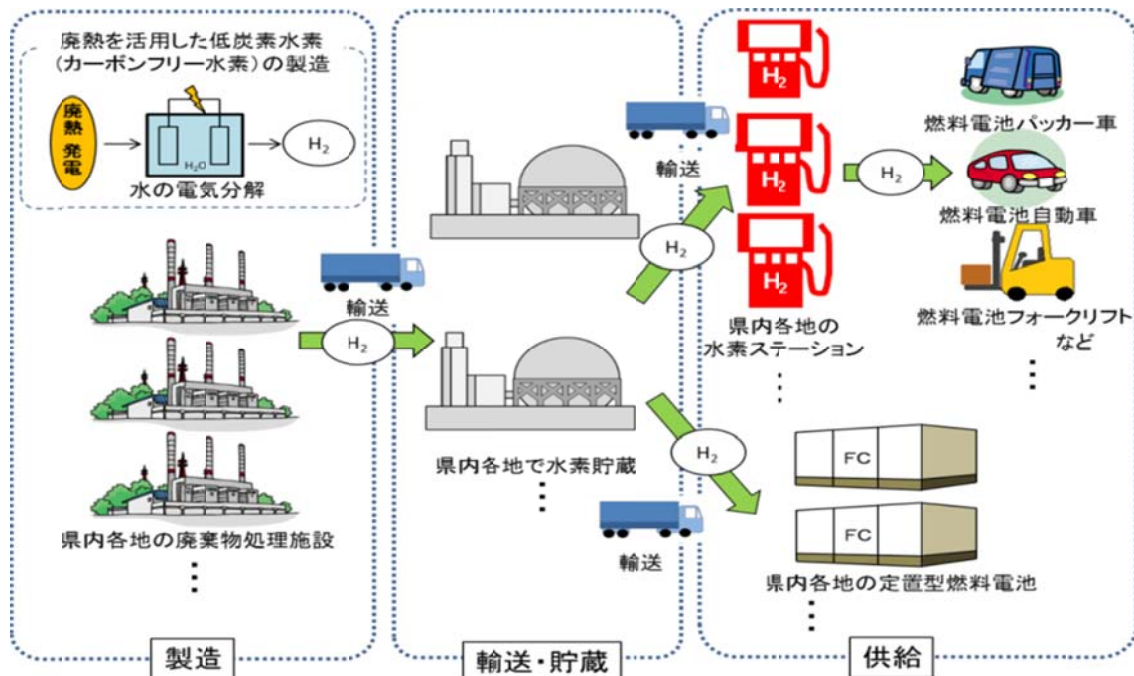 廃熱を活用した低炭素水素
(カーボンフリー水素)の製造
廃熱
発電
H₂O
H₂
水の電気分解
県内各地の廃棄物処理施設
製造
輸送
H₂
県内各地で水素貯蔵
輸送
H₂
H₂
輸送
輸送・貯蔵
H₂
H₂
H₂
県内各地の
水素ステーション
H₂
燃料電池パッカー車
燃料電池自動車
燃料電池フォークリフト
など
FC
FC
県内各地の定置型燃料電池
供給